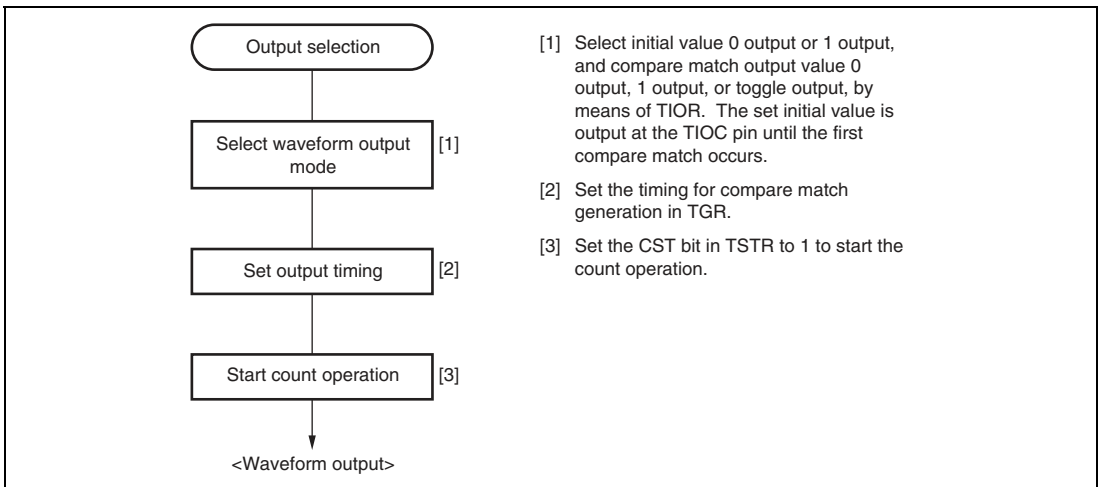 Output selection
Select waveform output
mode
[1]
Set output timing
[2]
Start count operation
[3]
<Waveform output>
[1] Select initial value 0 output or 1 output,
and compare match output value 0
output, 1 output, or toggle output, by
means of TIOR. The set initial value is
output at the TIOC pin until the first
compare match occurs.
[2] Set the timing for compare match
generation in TGR.
[3] Set the CST bit in TSTR to 1 to start the
count operation.